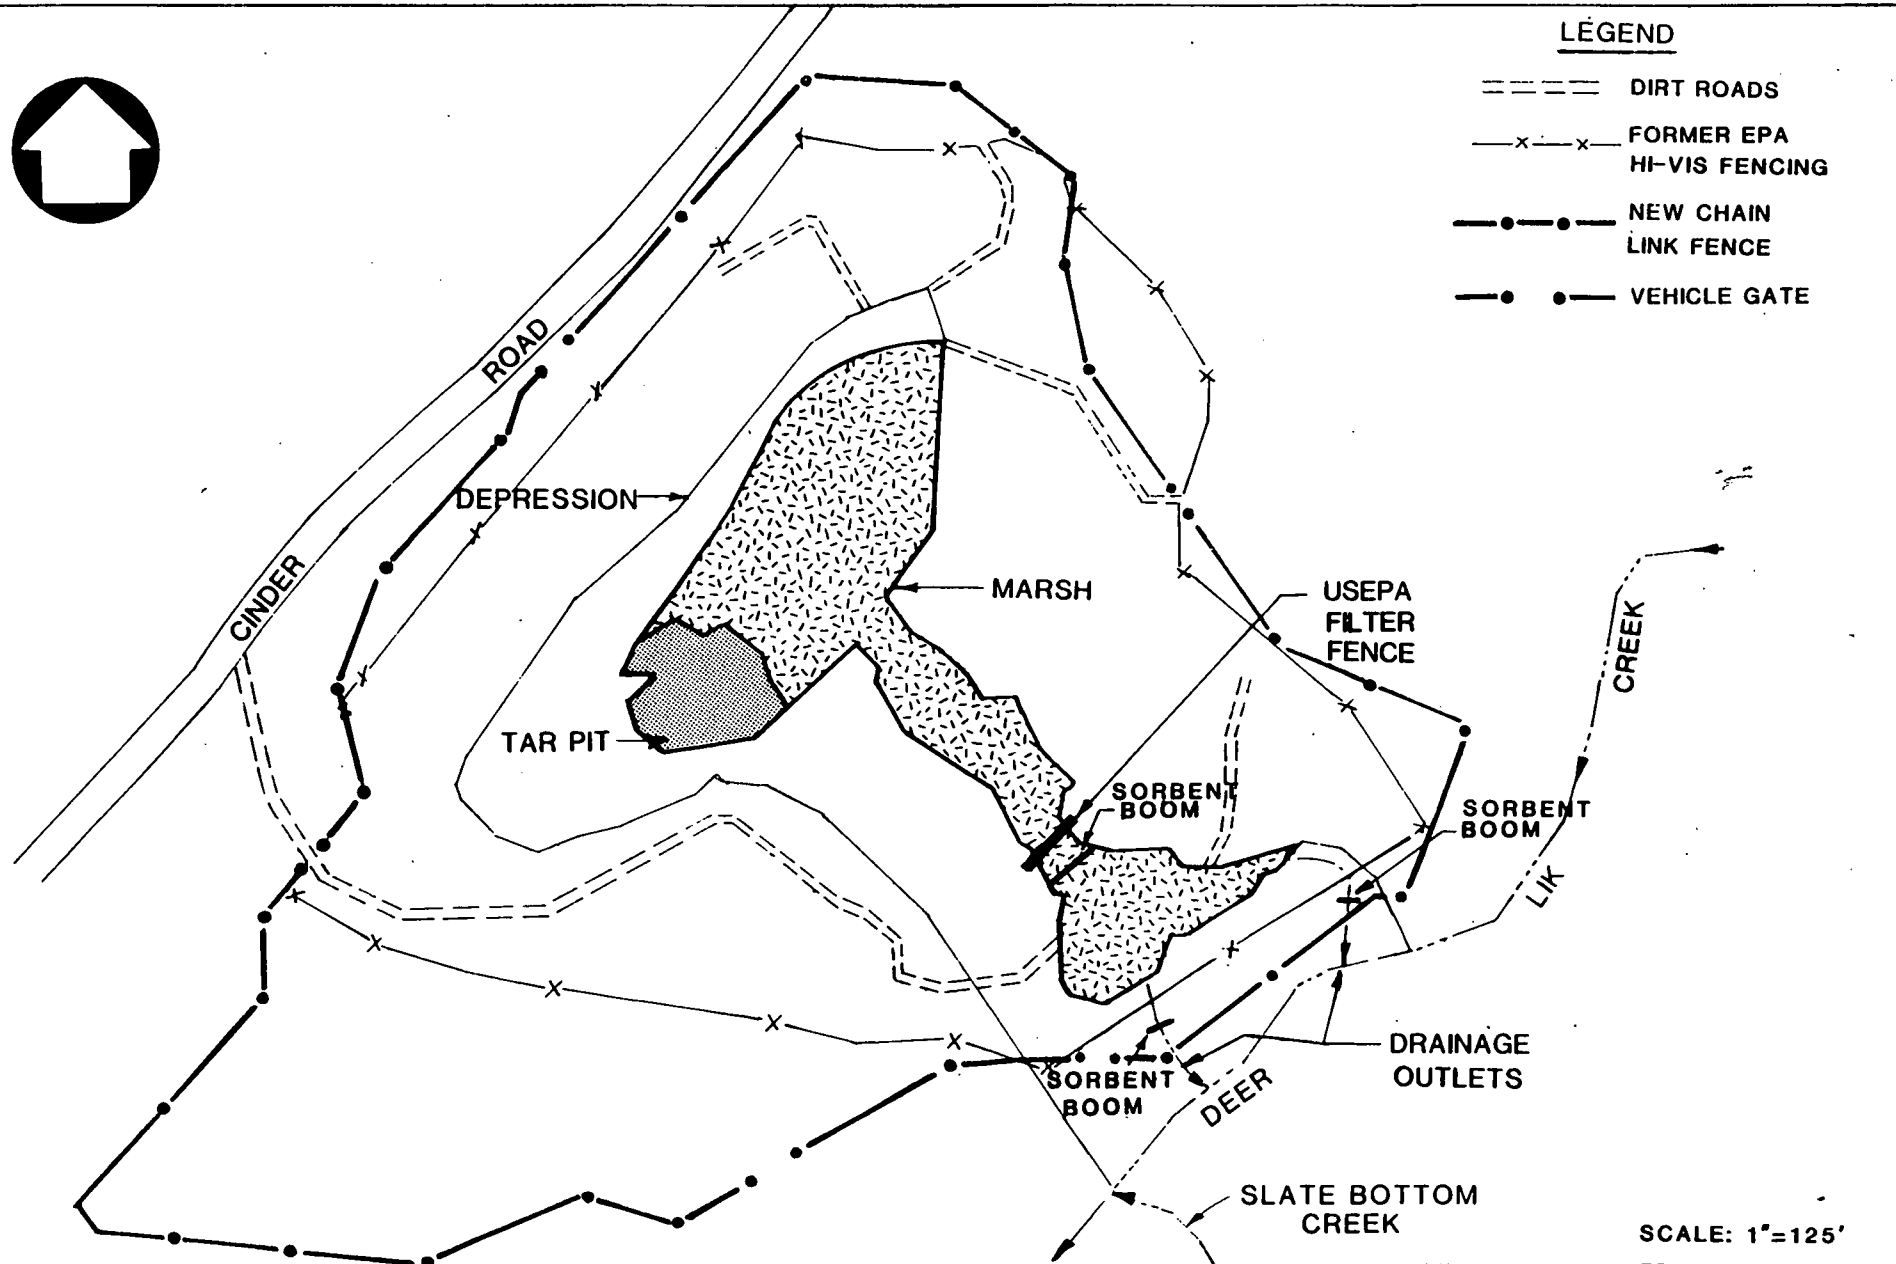 LEGEND
DIRT ROADS
FORMER EPA
HI-VIS FENCING
NEW CHAIN
LINK FENCE
VEHICLE GATE
CINDER
ROAD
DEPRESSION
MARSH
USEPA
FILTER
FENCE
CREEK
TAR PIT
SORBENT
BOOM
SORBENT
BOOM
LIK
DRAINAGE
OUTLETS
SORBENT
BOOM
DEER
SLATE BOTTOM
CREEK
SCALE: 1"=125'